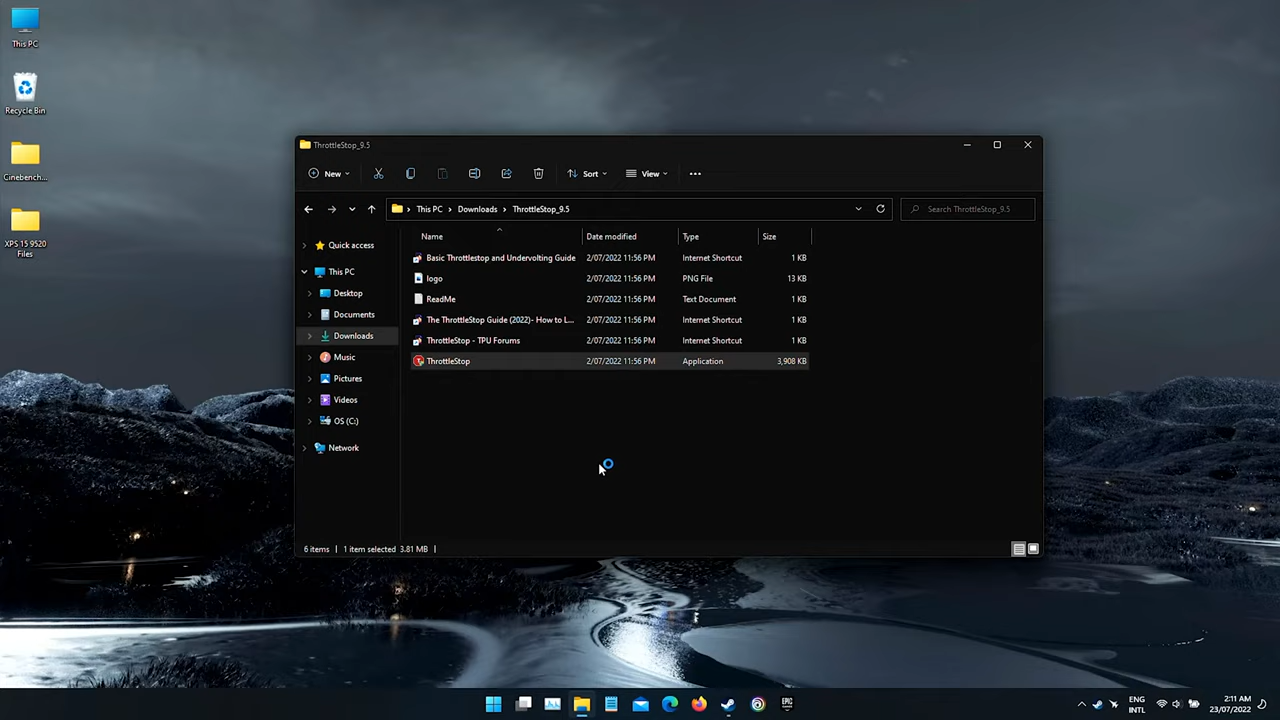 This PC
Recycle Bin
Cinebench...
XPS 15 9520
Files
ThrottleStop_9.5
New
Sort
View
This PC
Downloads
ThrottleStop_9.5
Search ThrottleStop_9.5
Name
Date modified
Type
Size
Basic Throttlestop and Undervolting Guide 2/07/2022 11:56 PM Internet Shortcut 1 KB
logo 2/07/2022 11:56 PM PNG File 13 KB
ReadMe 2/07/2022 11:56 PM Text Document 1 KB
The ThrottleStop Guide (2022)- How to L... 2/07/2022 11:56 PM Internet Shortcut 1 KB
ThrottleStop - TPU Forums 2/07/2022 11:56 PM Internet Shortcut 1 KB
ThrottleStop 2/07/2022 11:56 PM Application 3,908 KB
Quick access
This PC
Desktop
Documents
Downloads
Music
Pictures
Videos
OS (C:)
Network
6 items
1 item selected 3.81 MB
EPIC
GAMES
ENG
INTL
2:11 AM
23/07/2022